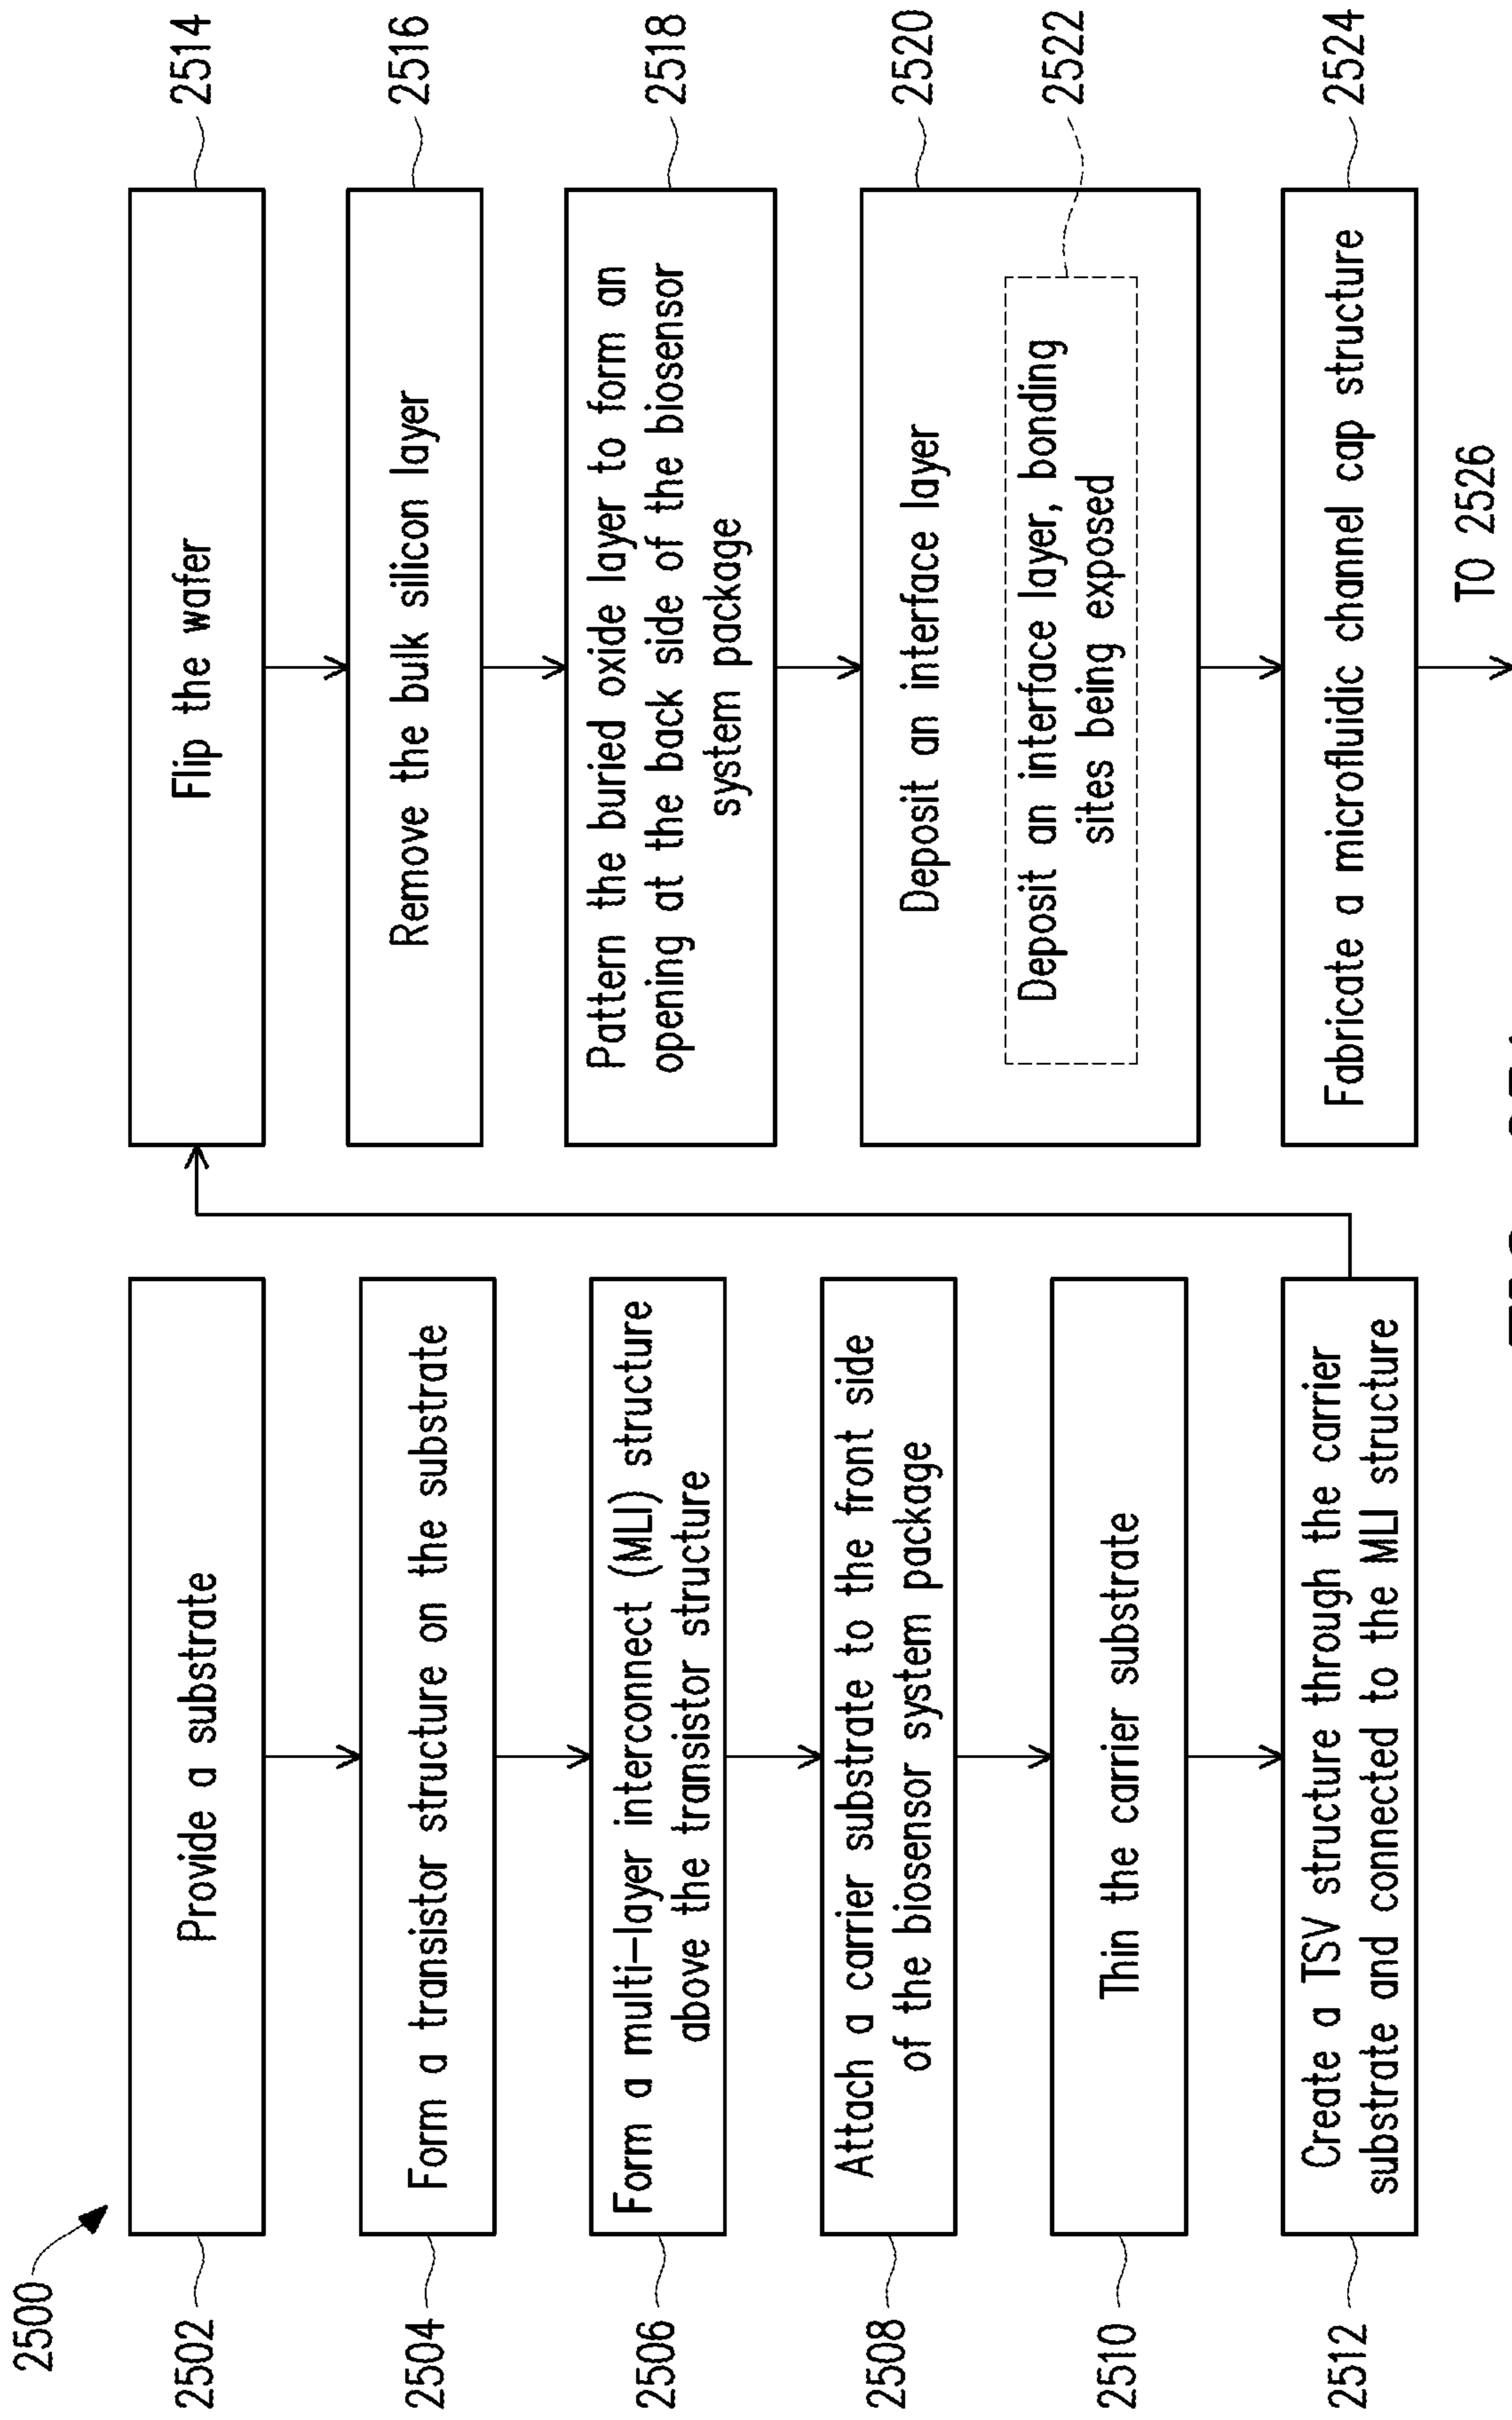 2500
2502
Provide a substrate
2504
Form a transistor structure on the substrate
2506
Form a multi-layer interconnect (MLI) structure
above the transistor structure
2508
Attach a carrier substrate to the front side
of the biosensor system package
2510
Thin the carrier substrate
2512
Create a TSV structure through the carrier
substrate and connected to the MLI structure
Flip the wafer
2514
Remove the bulk silicon layer
2516
Pattern the buried oxide layer to form an
opening at the back side of the biosensor
system package
2518
Deposit an interface layer
2520
Deposit an interface layer, bonding
sites being exposed
2522
Fabricate a microfluidic channel cap structure
2524
TO 2526